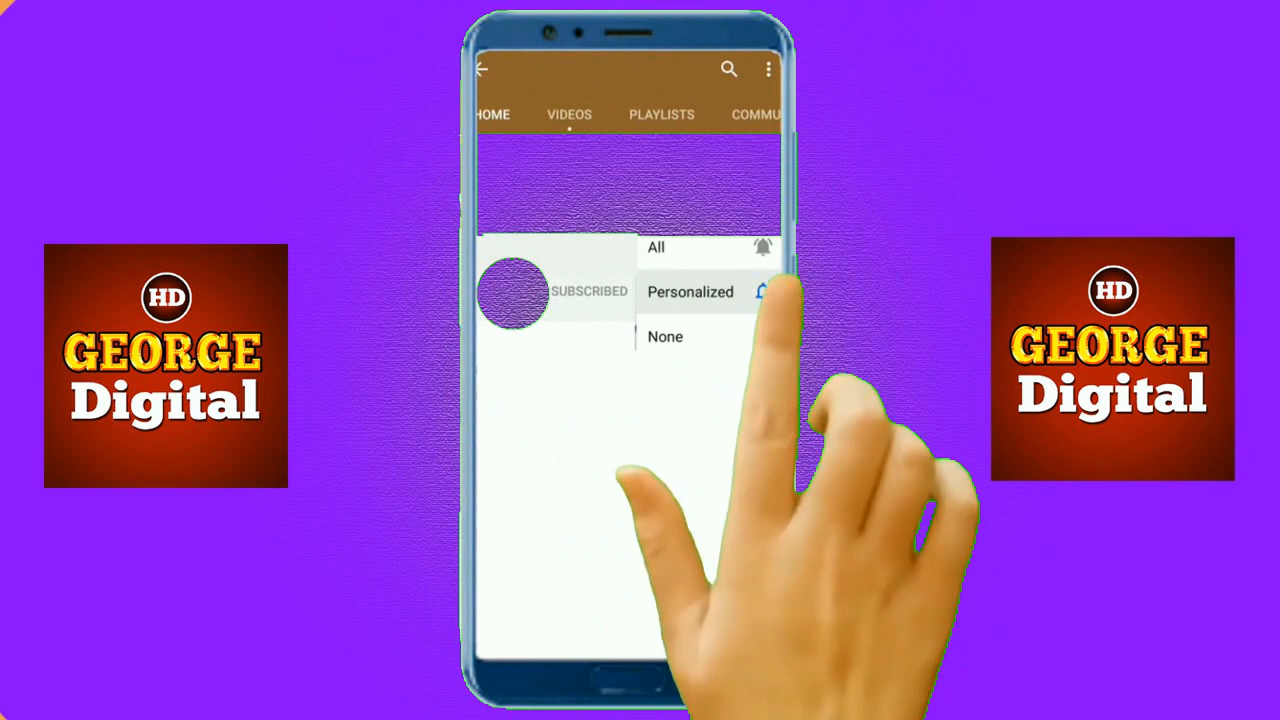 HOME VIDEOS PLAYLISTS COMMU
All
SUBSCRIBED
Personalized
None
HD
GEORGE
Digital
HD
GEORGE
Digital